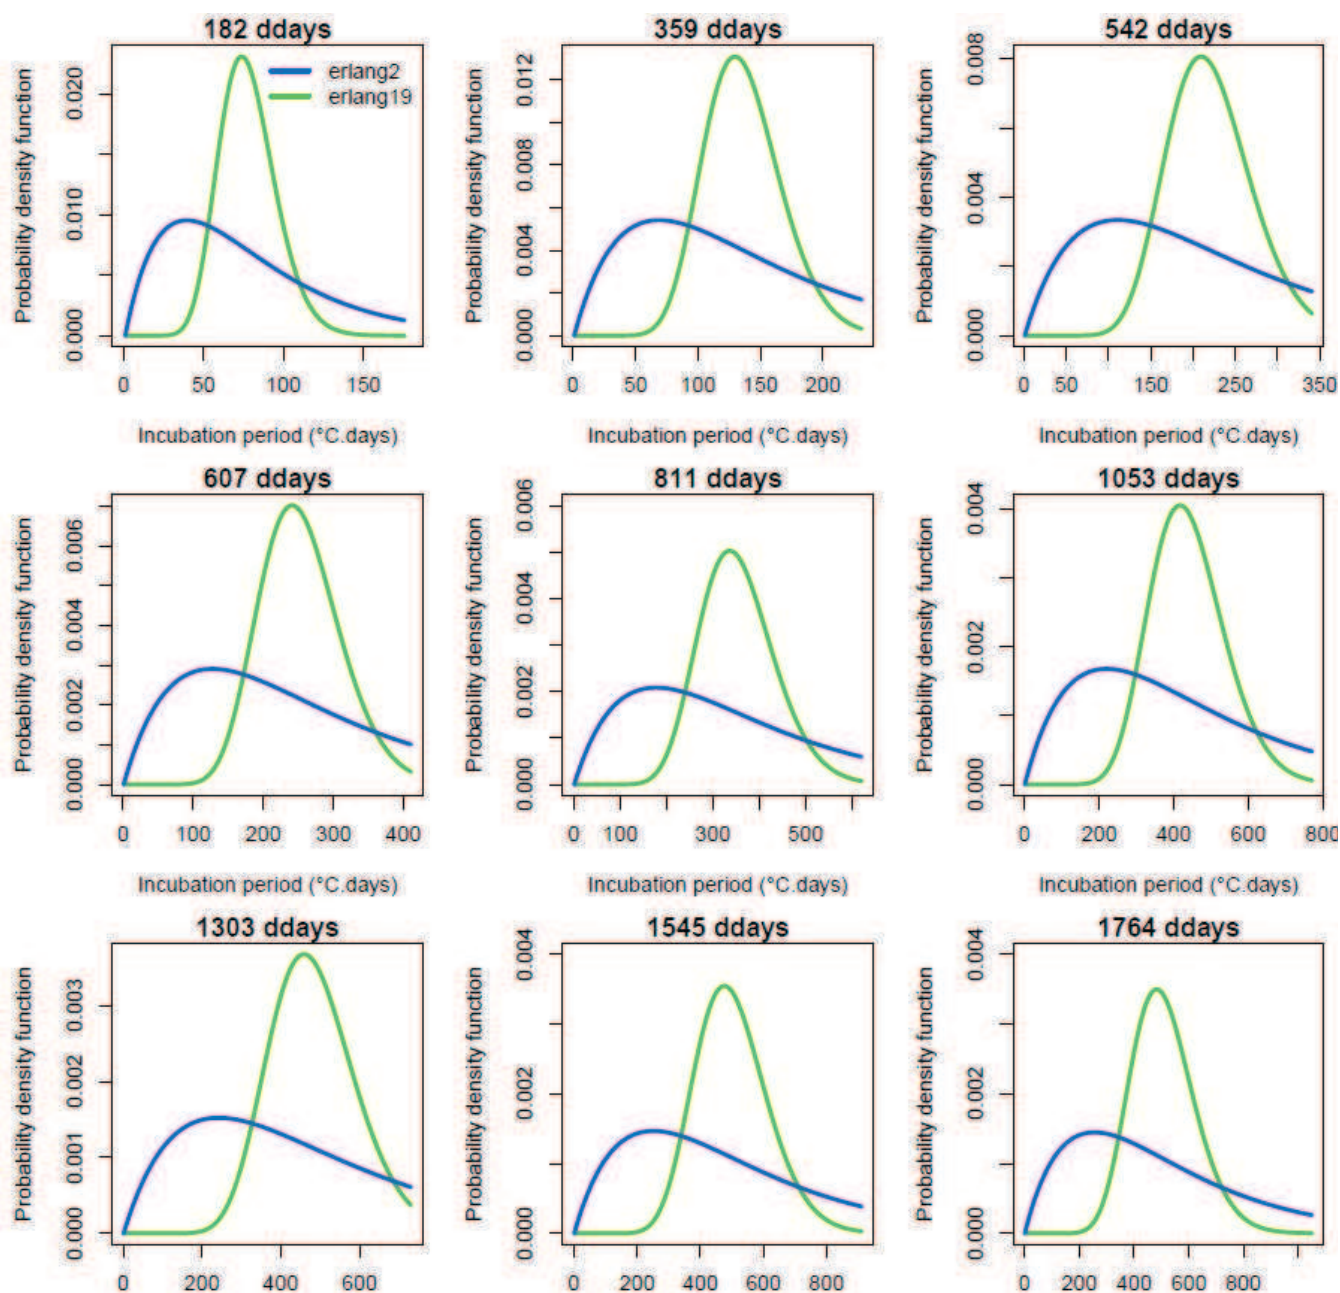 182 ddays
359 ddays
542 ddays
Probability density function
0.000 0.010 0.020
erlang2
erlang19
0 50 100 150
Incubation period (°C.days)
Probability density function
0.000 0.004 0.008 0.012
0 50 100 150 200
Incubation period (°C.days)
Probability density function
0.000 0.004 0.008
0 50 150 250 350
Incubation period (°C.days)
607 ddays
811 ddays
1053 ddays
Probability density function
0.000 0.002 0.004 0.006
0 100 200 300 400
Incubation period (°C.days)
Probability density function
0.000 0.002 0.004 0.006
0 100 300 500
Incubation period (°C.days)
Probability density function
0.000 0.002 0.004
0 200 400 600 800
Incubation period (°C.days)
1303 ddays
1545 ddays
1764 ddays
Probability density function
0.000 0.001 0.002 0.003
0 200 400 600
Probability density function
0.000 0.002 0.004
0 200 400 600 800
Probability density function
0.000 0.002 0.004
0 200 400 600 800